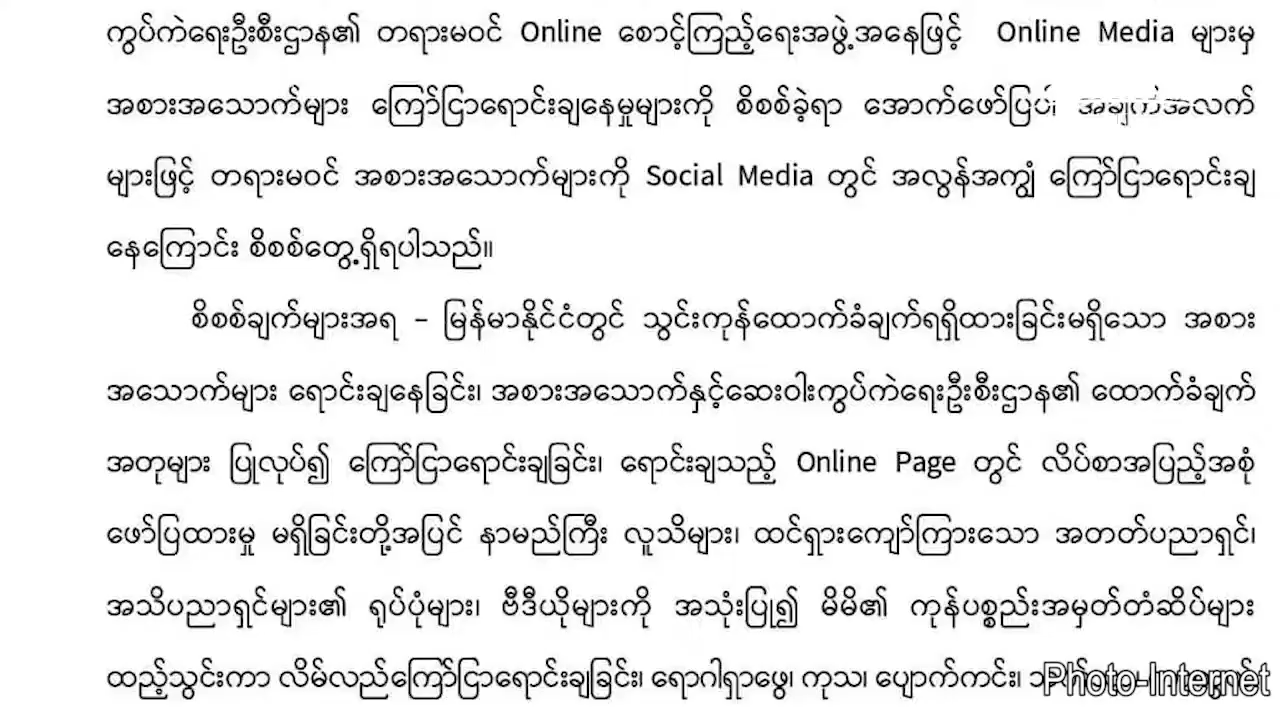 ကွပ်ကဲရေးဦးစီးဌာန၏ တရားမဝင် Online စောင့်ကြည့်ရေးအဖွဲ့အနေဖြင့် Online Media များမှ
အစားအသောက်များ ကြော်ငြာရောင်းချနေမှုများကို စိစစ်ခဲ့ရာ အောက်ဖော်ပြပါ အချက်အလက်
များဖြင့် တရားမဝင် အစားအသောက်များကို Social Media တွင် အလွန်အကျွံ ကြော်ငြာရောင်းချ
နေကြောင်း စိစစ်တွေ့ရှိရပါသည်။
စိစစ်ချက်များအရ – မြန်မာနိုင်ငံတွင် သွင်းကုန်ထောက်ခံချက်ရရှိထားခြင်းမရှိသော အစား
အသောက်များ ရောင်းချနေခြင်း၊ အစားအသောက်နှင့်ဆေးဝါးကွပ်ကဲရေးဦးစီးဌာန၏ ထောက်ခံချက်
အတုများ ပြုလုပ်၍ ကြော်ငြာရောင်းချခြင်း၊ ရောင်းချသည့် Online Page တွင် လိပ်စာအပြည့်အစုံ
ဖော်ပြထားမှု မရှိခြင်းတို့အပြင် နာမည်ကြီး လူသိများ၊ ထင်ရှားကျော်ကြားသော အတတ်ပညာရှင်၊
အသိပညာရှင်များ၏ ရုပ်ပုံများ၊ ဗီဒီယိုများကို အသုံးပြု၍ မိမိ၏ ကုန်ပစ္စည်းအမှတ်တံဆိပ်များ
ထည့်သွင်းကာ လိမ်လည်ကြော်ငြာရောင်းချခြင်း၊ ရောဂါရှာဖွေ၊ ကုသ၊ ပျောက်ကင်း၊
Photo-Internet